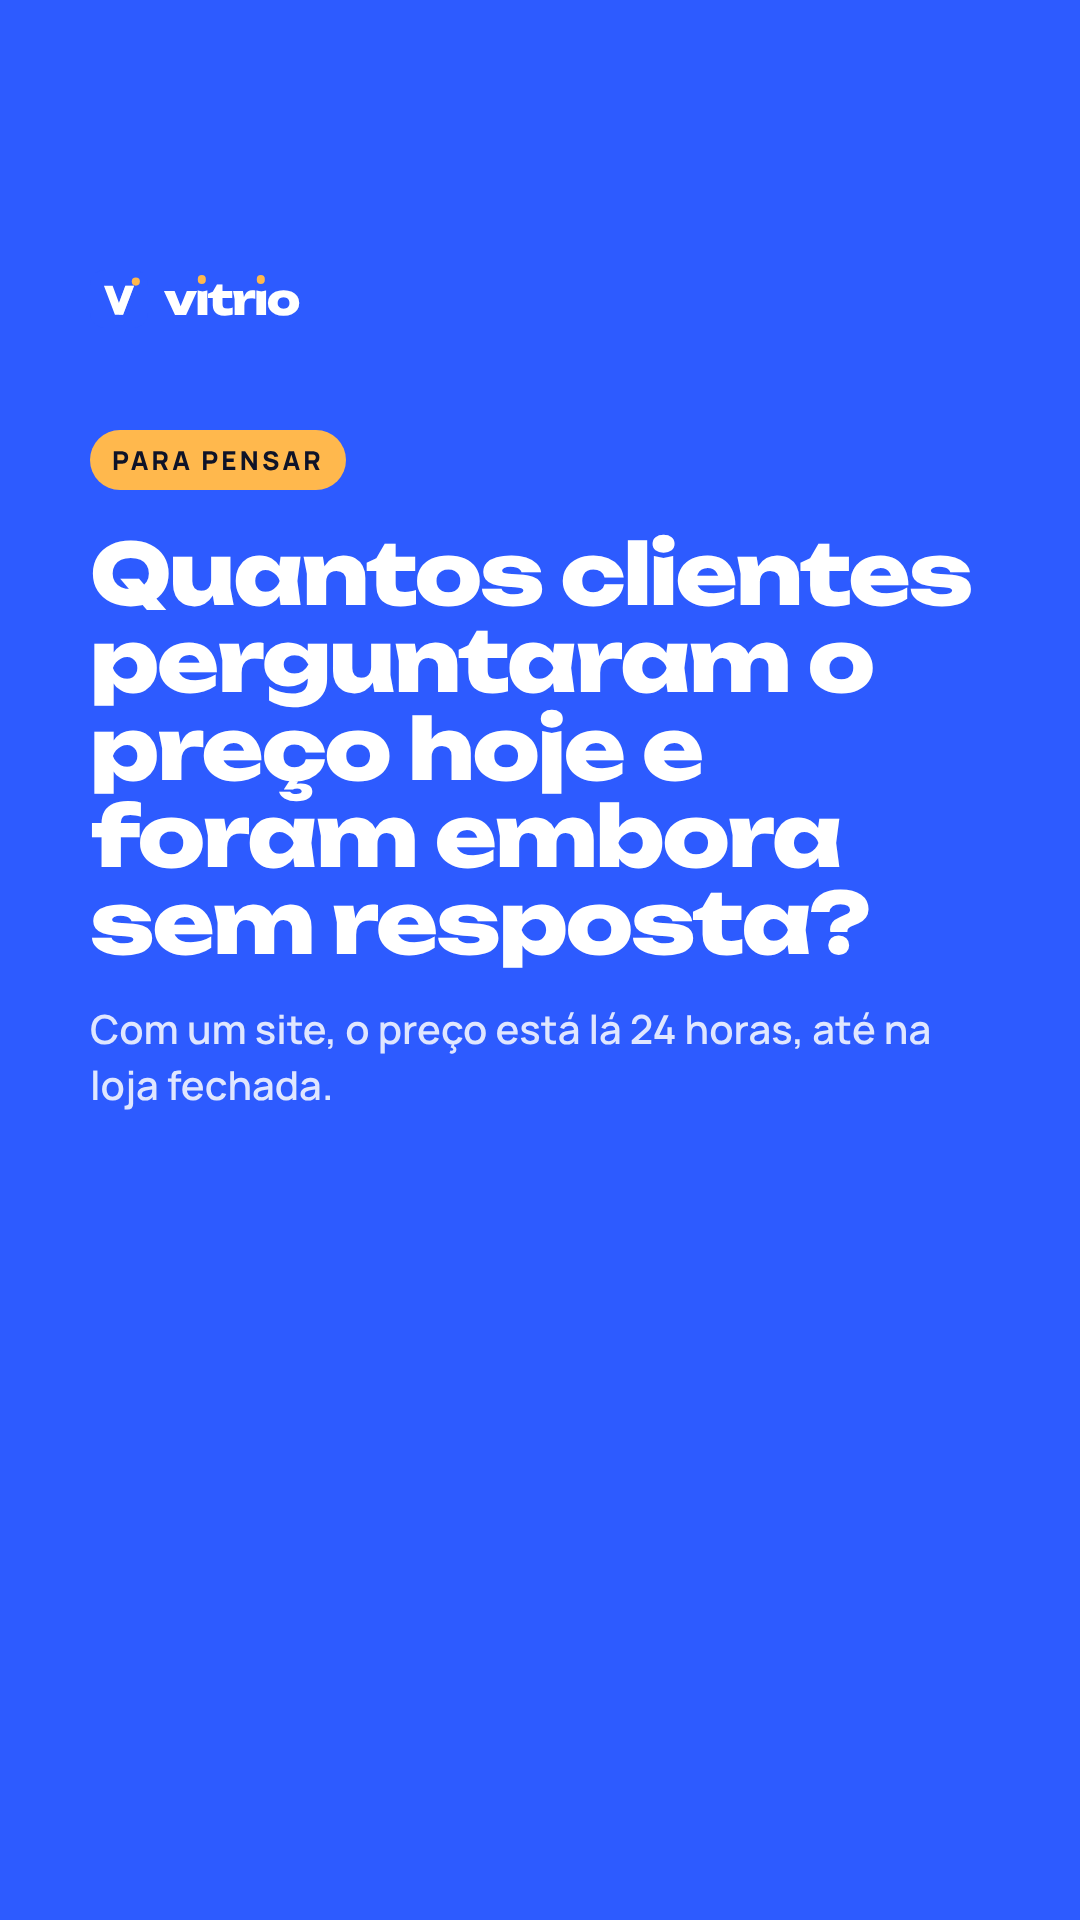 v vitrio
PARA PENSAR
Quantos clientes
perguntaram o
preço hoje e
foram embora
sem resposta?
Com um site, o preço está lá 24 horas, até na
loja fechada.